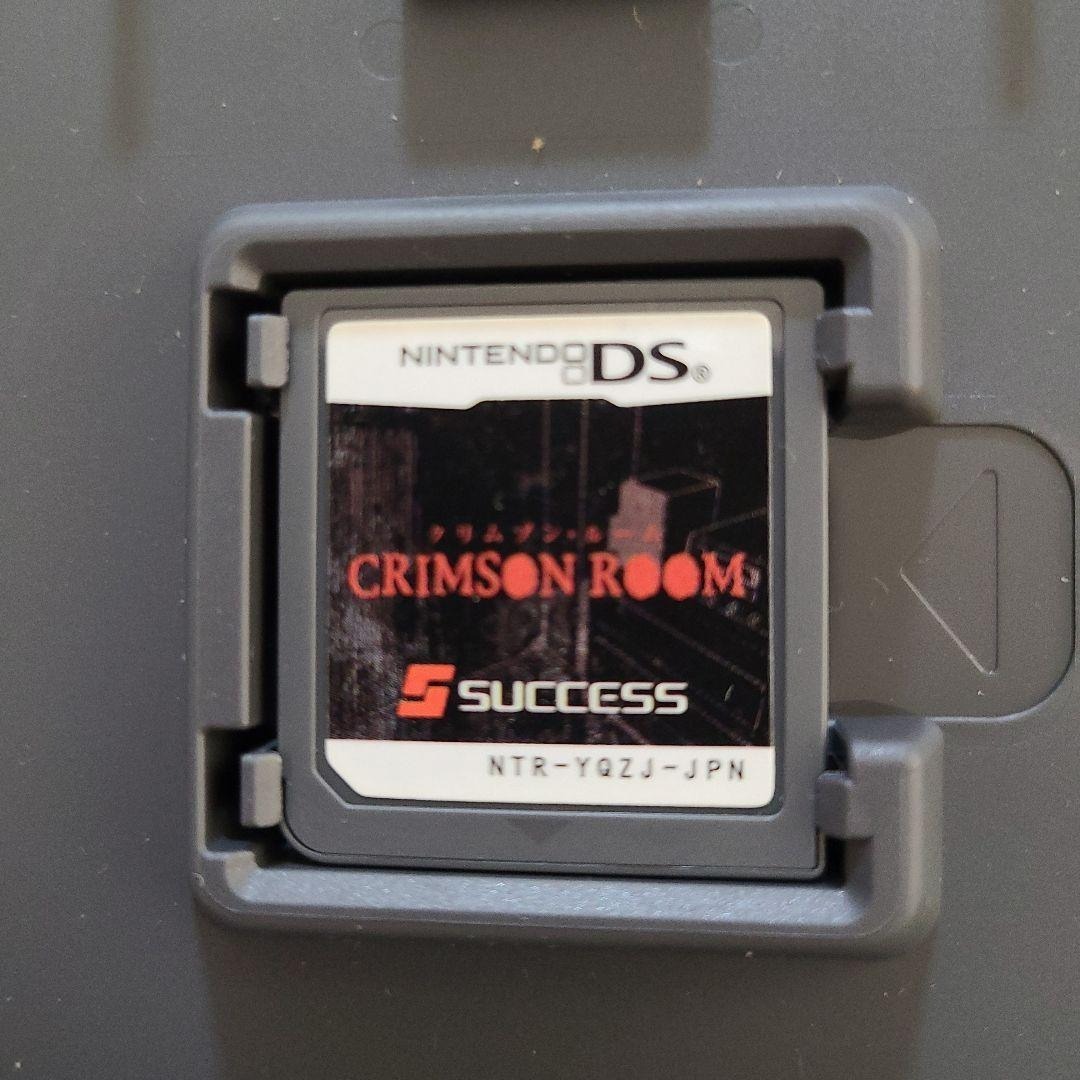 NINTENDO DS®
クリムゾン・ルーム
CRIMSON ROOM
SUCCESS
NTR-YQZJ-JPN